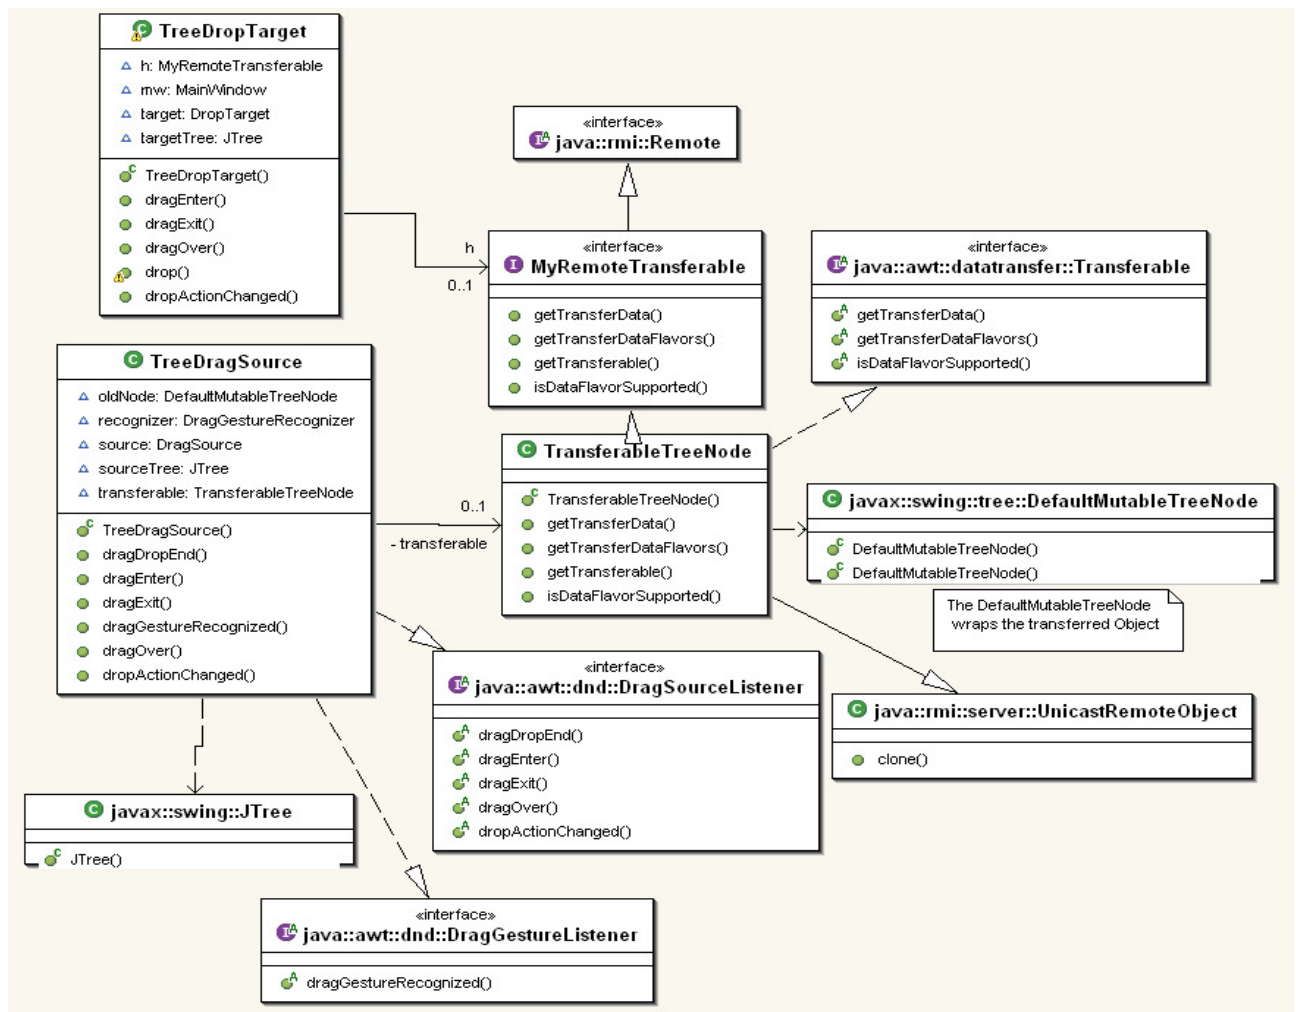 TreeDropTarget
h: MyRemoteTransferable
mw: MainWindow
target: DropTarget
targetTree: JTree
TreeDropTarget()
dragEnter()
dragExit()
dragOver()
drop()
dropActionChanged()
«interface»
java::rmi::Remote
h
0..1
«interface»
MyRemoteTransferable
getTransferData()
getTransferDataFlavors()
getTransferable()
isDataFlavorSupported()
«interface»
java::awt::datatransfer::Transferable
getTransferData()
getTransferDataFlavors()
isDataFlavorSupported()
TreeDragSource
oldNode: DefaultMutableTreeNode
recognizer: DragGestureRecognizer
source: DragSource
sourceTree: JTree
transferable: TransferableTreeNode
TreeDragSource()
dragDropEnd()
dragEnter()
dragExit()
dragGestureRecognized()
dragOver()
dropActionChanged()
0..1
- transferable
TransferableTreeNode
TransferableTreeNode()
getTransferData()
getTransferDataFlavors()
getTransferable()
isDataFlavorSupported()
javax::swing::tree::DefaultMutableTreeNode
DefaultMutableTreeNode()
DefaultMutableTreeNode()
The DefaultMutableTreeNode
wraps the transferred Object
«interface»
java::awt::dnd::DragSourceListener
dragDropEnd()
dragEnter()
dragExit()
dragOver()
dropActionChanged()
java::rmi::server::UnicastRemoteObject
clone()
javax::swing::JTree
JTree()
«interface»
java::awt::dnd::DragGestureListener
dragGestureRecognized()